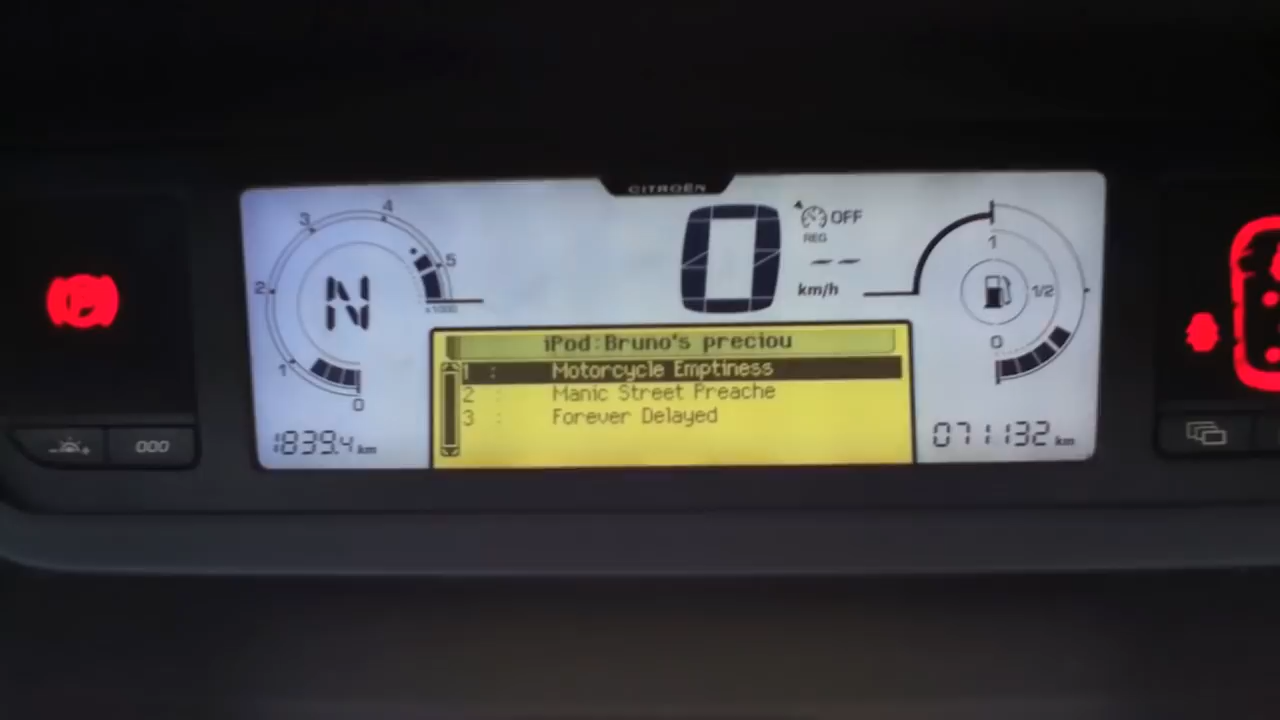 CITROËN
4
3
5
2
x1000
1
0
N
0
OFF
REG
--
km/h
1
1/2
0
iPod:Bruno's preciou
1 : Motorcycle Emptiness
2 : Manic Street Preache
3 : Forever Delayed
1839.4 km
071132 km
000